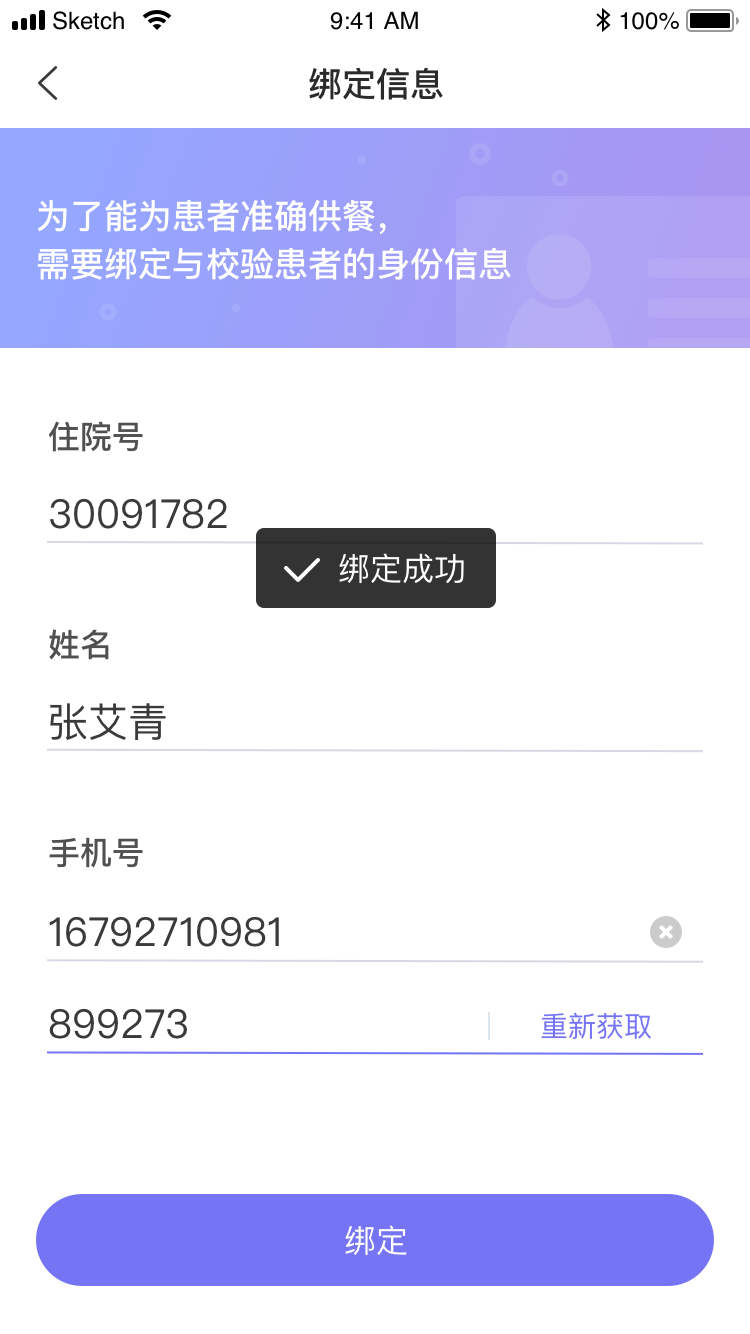 Sketch 9:41 AM 100%
绑定信息
为了能为患者准确供餐,
需要绑定与校验患者的身份信息
住院号
30091782
绑定成功
姓名
张艾青
手机号
16792710981
899273 重新获取
绑定